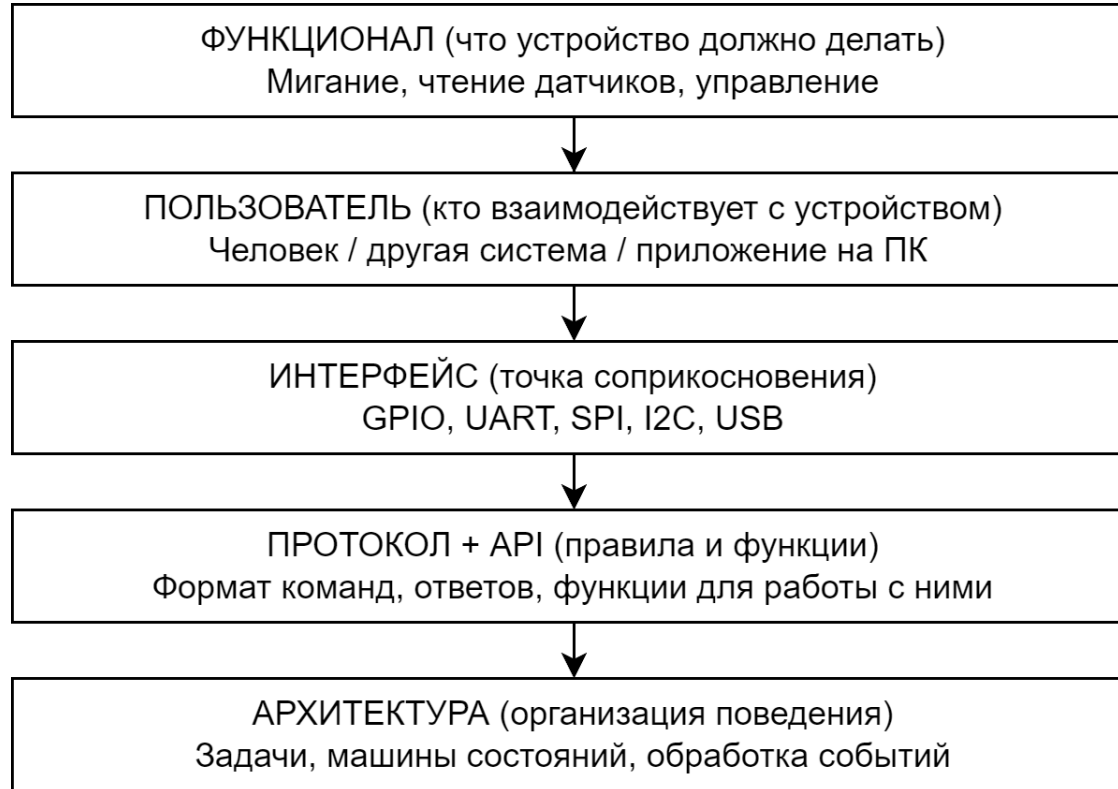 ФУНКЦИОНАЛ (что устройство должно делать)
Мигание, чтение датчиков, управление
ПОЛЬЗОВАТЕЛЬ (кто взаимодействует с устройством)
Человек / другая система / приложение на ПК
ИНТЕРФЕЙС (точка соприкосновения)
GPIO, UART, SPI, I2C, USB
ПРОТОКОЛ + API (правила и функции)
Формат команд, ответов, функции для работы с ними
АРХИТЕКТУРА (организация поведения)
Задачи, машины состояний, обработка событий